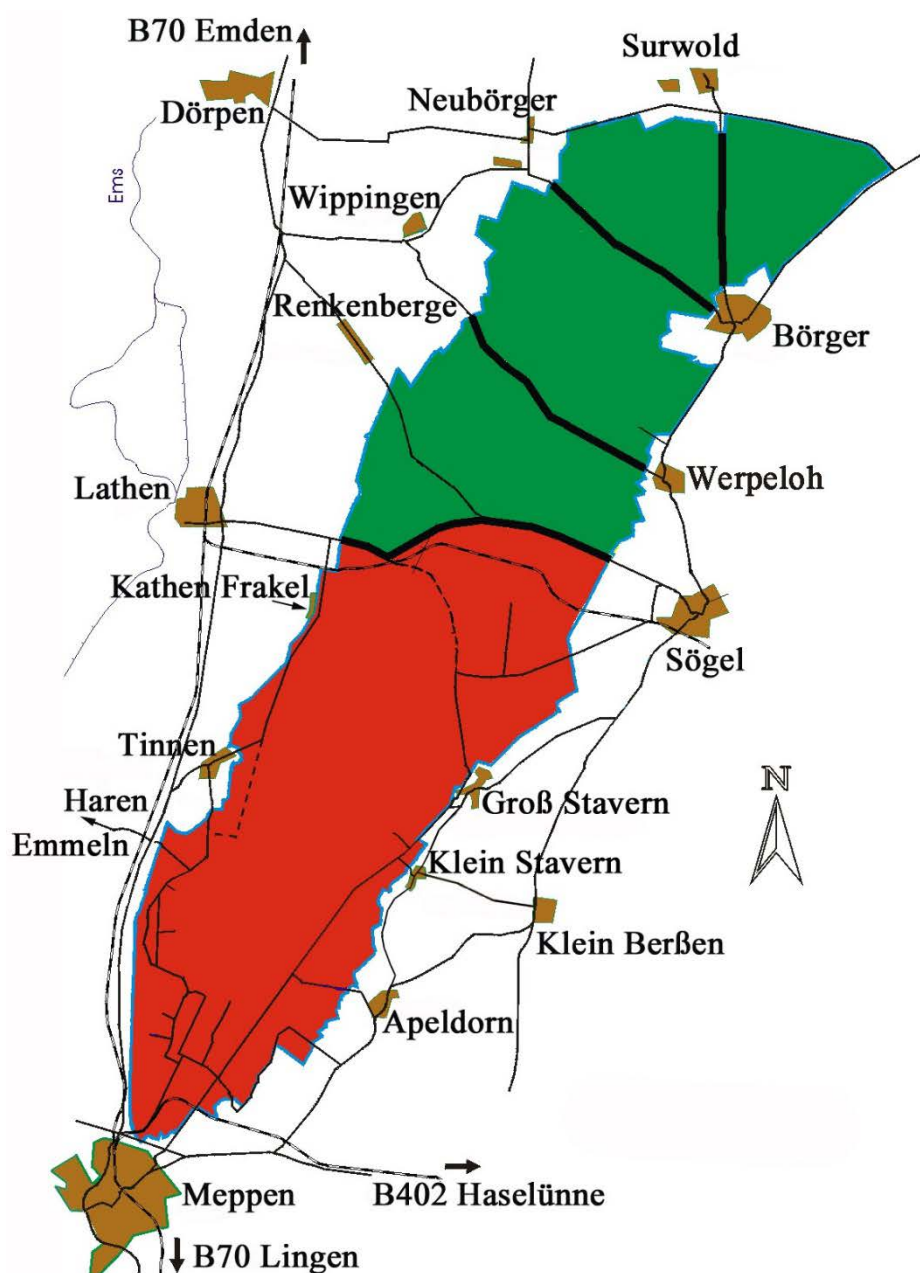 B70 Emden
Surwold
Dörpen
Neubörger
Ems
Wippingen
Renkenberge
Börger
Lathen
Werpeloh
Kathen Frakel
Sögel
Tinnen
N
Haren
Groß Stavern
Emmeln
Klein Stavern
Klein Berßen
Apeldorn
Meppen
B402 Haselünne
B70 Lingen